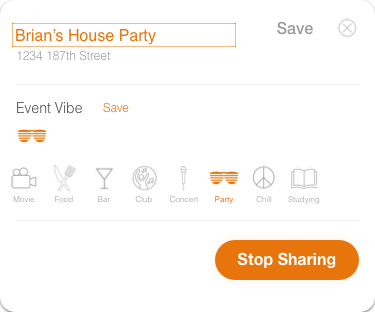 Brian's House Party
Save
1234 187th Street
Event Vibe
Save
Movie
Food
Bar
Club
Concert
Party
Chill
Studying
Stop Sharing